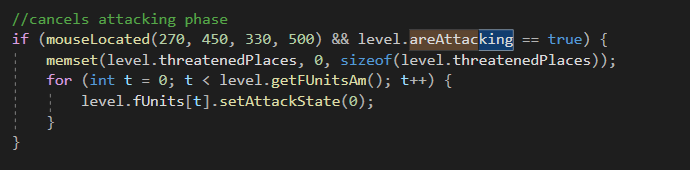 //cancels attacking phase
if (mouseLocated(270, 450, 330, 500) && level.areAttacking == true) {
    memset(level.threatenedPlaces, 0, sizeof(level.threatenedPlaces));
    for (int t = 0; t < level.getFUnitsAm(); t++) {
        level.fUnits[t].setAttackState(0);
    }
}